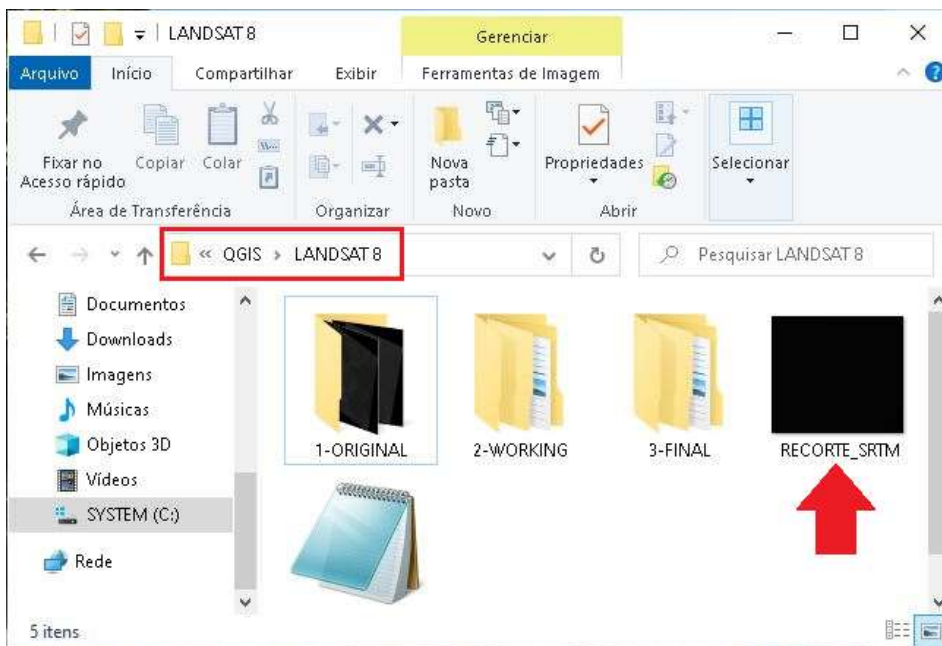 LANDSAT 8
Gerenciar
Arquivo
Início
Compartilhar
Exibir
Ferramentas de Imagem
Fixar no
Acesso rápido
Copiar
Colar
Nova
pasta
Propriedades
Selecionar
Área de Transferência
Organizar
Novo
Abrir
« QGIS > LANDSAT 8
Pesquisar LANDSAT 8
Documentos
Downloads
Imagens
Músicas
Objetos 3D
Vídeos
SYSTEM (C:)
Rede
1-ORIGINAL
2-WORKING
3-FINAL
RECORTE_SRTM
5 itens